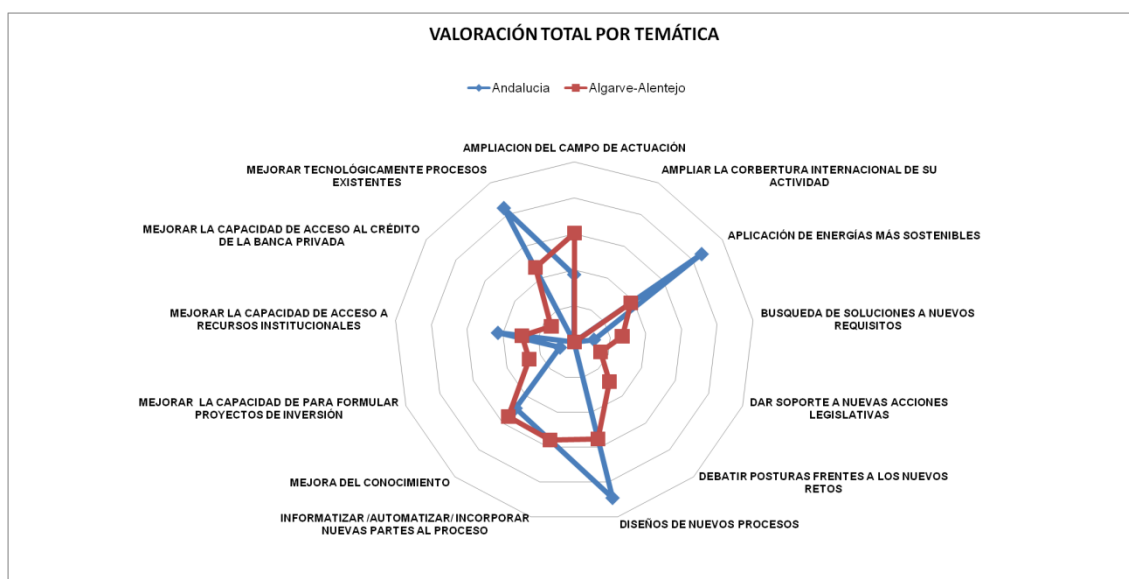 VALORACIÓN TOTAL POR TEMÁTICA
Andalucia
Algarve-Alentejo
AMPLIACION DEL CAMPO DE ACTUACIÓN
AMPLIAR LA CORBERTURA INTERNACIONAL DE SU
ACTIVIDAD
APLICACIÓN DE ENERGÍAS MÁS SOSTENIBLES
BUSQUEDA DE SOLUCIONES A NUEVOS
REQUISITOS
DAR SOPORTE A NUEVAS ACCIONES
LEGISLATIVAS
DEBATIR POSTURAS FRENTES A LOS NUEVOS
RETOS
DISEÑOS DE NUEVOS PROCESOS
INFORMATIZAR /AUTOMATIZAR/ INCORPORAR
NUEVAS PARTES AL PROCESO
MEJORA DEL CONOCIMIENTO
MEJORAR LA CAPACIDAD DE PARA FORMULAR
PROYECTOS DE INVERSIÓN
MEJORAR LA CAPACIDAD DE ACCESO A
RECURSOS INSTITUCIONALES
MEJORAR LA CAPACIDAD DE ACCESO AL CRÉDITO
DE LA BANCA PRIVADA
MEJORAR TECNOLÓGICAMENTE PROCESOS
EXISTENTES